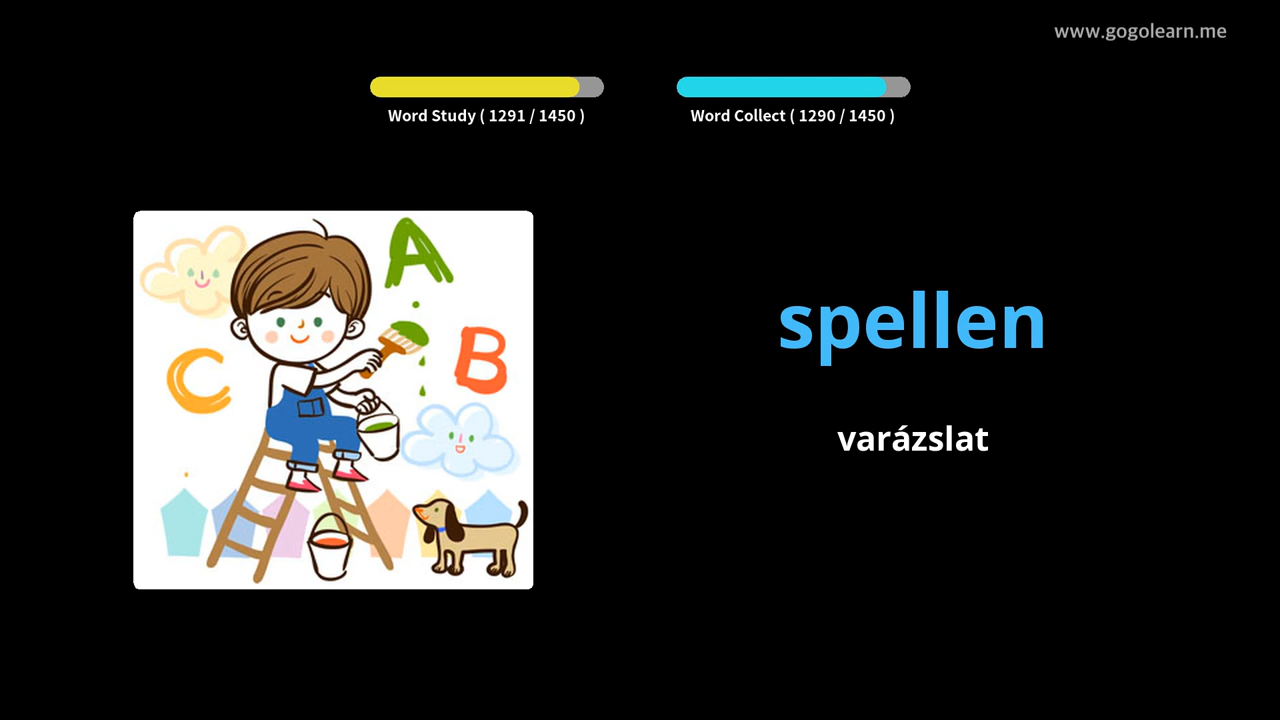 www.gogolearn.me
Word Study ( 1291 / 1450 )
Word Collect ( 1290 / 1450 )
A
B
C
spellen
varázslat